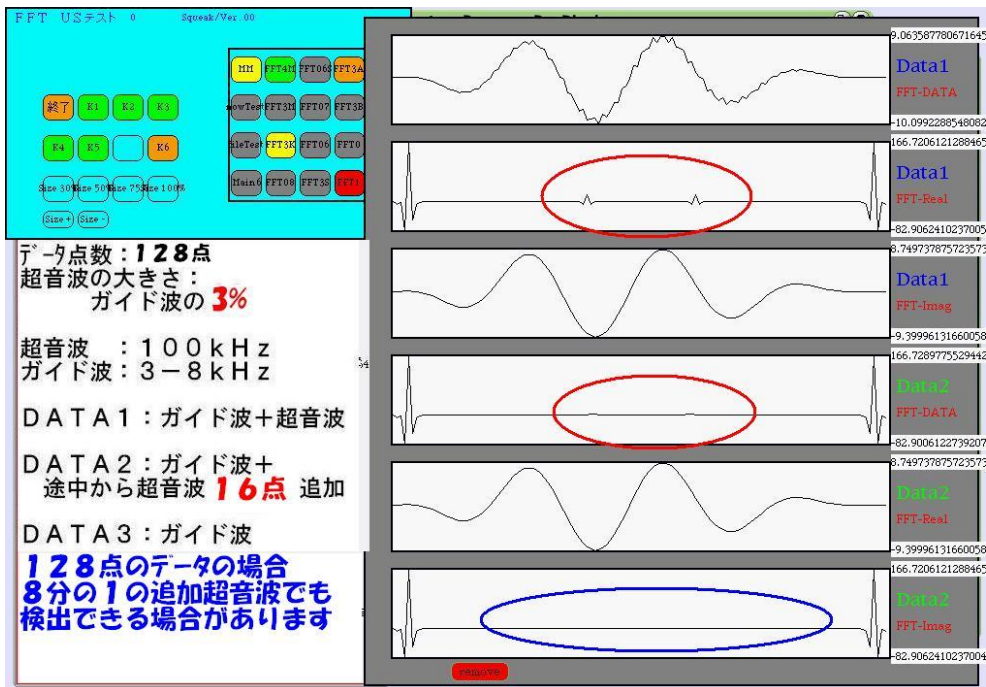 FFT USテスト 0 Squeak/Ver.00
MM FFT4M FFT06S FFT3A
終了 K1 K2 K3
nowTest FFT3M FFT07 FFT3B
K4 K5 K6
ileTest FFT3K FFT06 FFT0
Size 30% Size 50% Size 75% Size 100%
Main6 FFT08 FFT3S FFT1
Size + Size -
データ点数：128点
超音波の大きさ：
ガイド波の 3%
超音波 ：100kHz
ガイド波：3－8kHz
DATA1：ガイド波＋超音波
DATA2：ガイド波＋
途中から超音波 16点 追加
DATA3：ガイド波
128点のデータの場合
8分の1の追加超音波でも
検出できる場合があります
9.063587780671645
Data1
FFT-DATA
-10.0992288548082
166.7206121288465
Data1
FFT-Real
-82.9062410237005
8.749737875723573
Data1
FFT-Imag
-9.39996131660058
166.7289775529442
Data2
FFT-DATA
-82.9006122739207
8.749737875723573
Data2
FFT-Real
-9.39996131660058
166.7206121288465
Data2
FFT-Imag
-82.9062410237004
remove